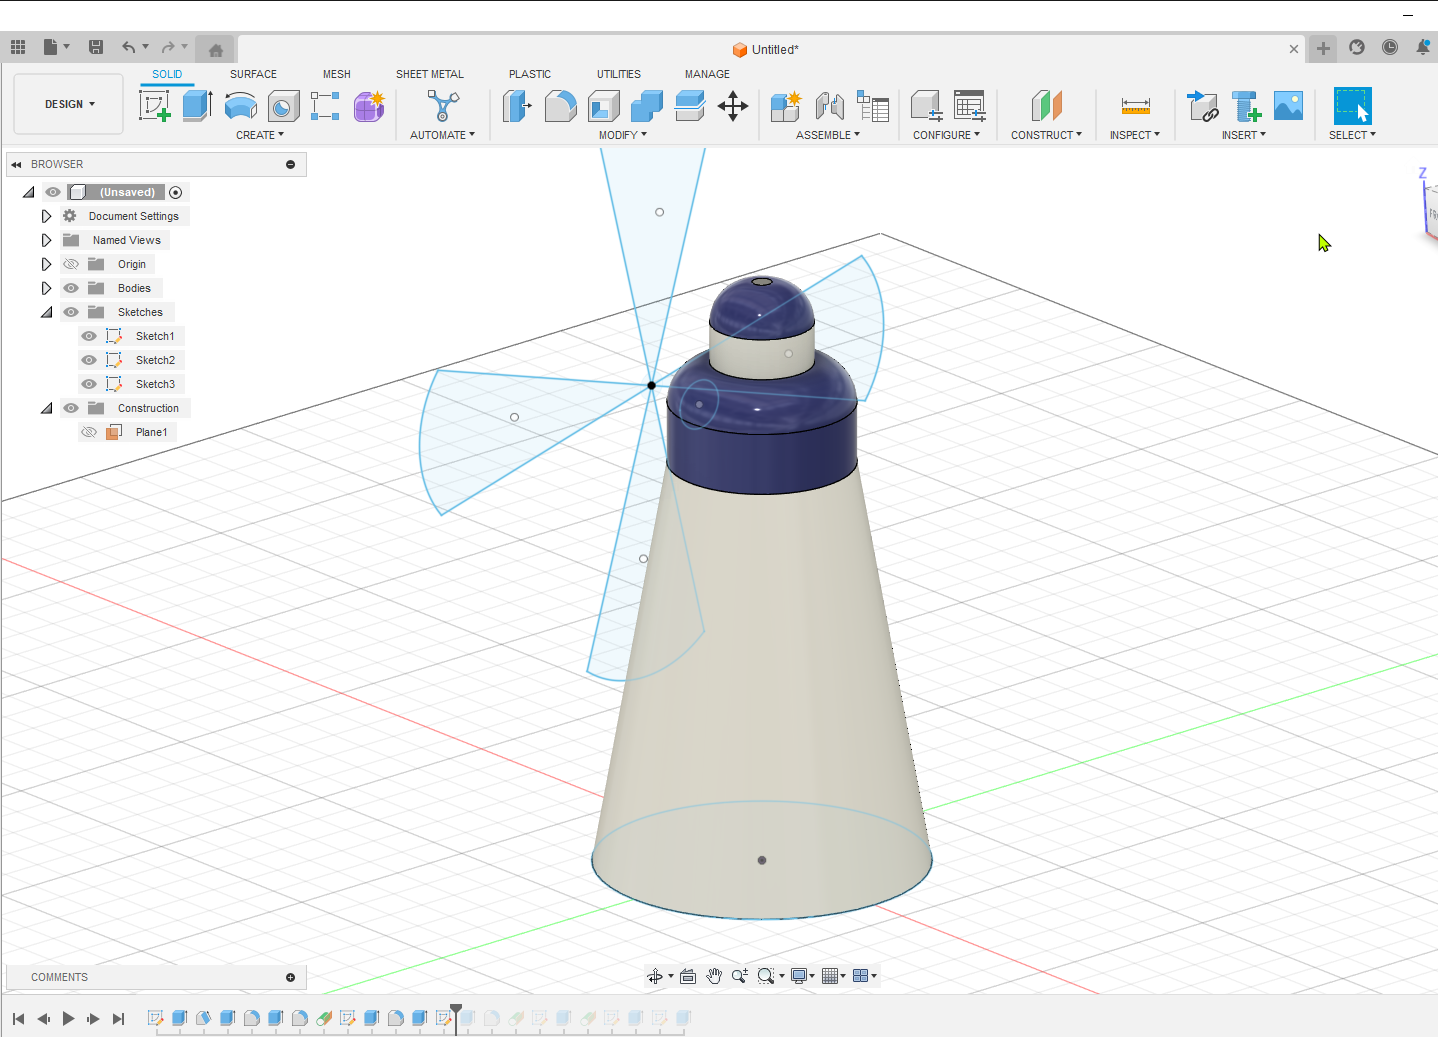 Untitled*
DESIGN
SOLID SURFACE MESH SHEET METAL PLASTIC UTILITIES MANAGE
CREATE AUTOMATE MODIFY ASSEMBLE CONFIGURE CONSTRUCT INSPECT INSERT SELECT
BROWSER
(Unsaved)
Document Settings
Named Views
Origin
Bodies
Sketches
Sketch1
Sketch2
Sketch3
Construction
Plane1
Z
COMMENTS